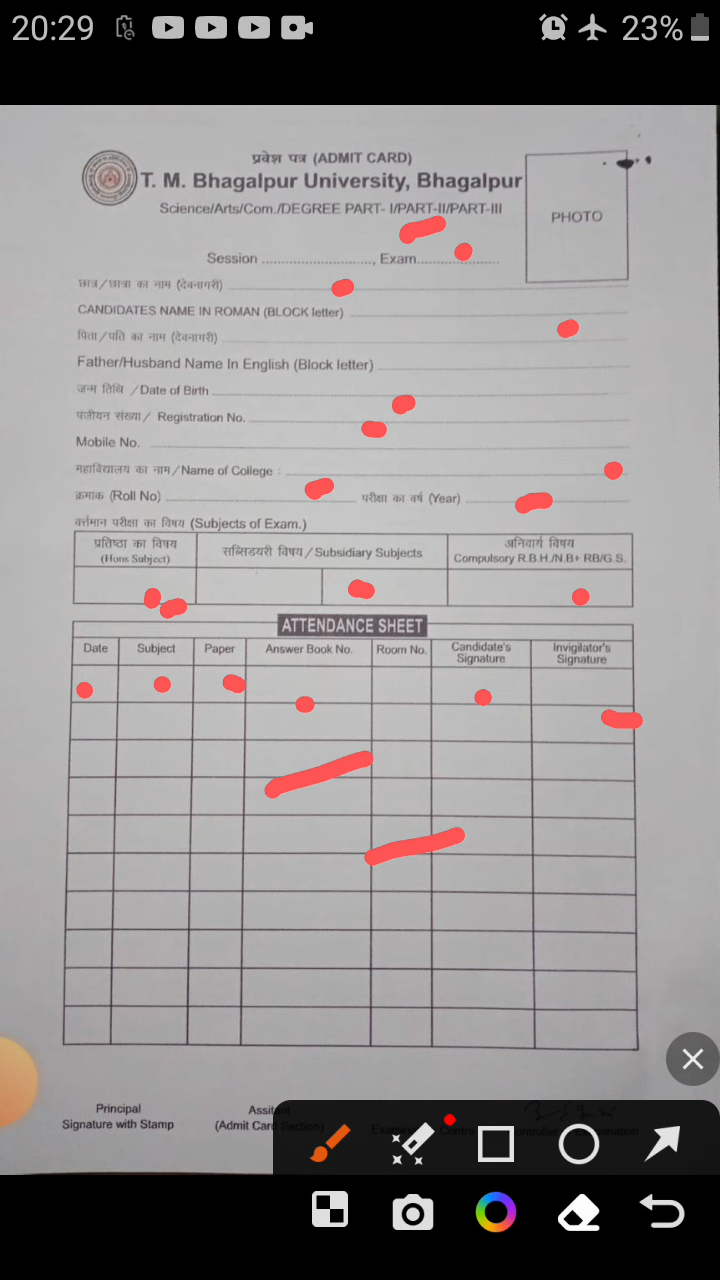 20:29 23%
प्रवेश पत्र (ADMIT CARD)
T. M. Bhagalpur University, Bhagalpur
Science/Arts/Com./DEGREE PART- I/PART-II/PART-III
PHOTO
Session ............................, Exam.....................
छात्र/छात्रा का नाम (देवनागरी)
CANDIDATES NAME IN ROMAN (BLOCK letter)
पिता/पति का नाम (देवनागरी)
Father/Husband Name In English (Block letter)
जन्म तिथि /Date of Birth
पंजीयन संख्या/ Registration No.
Mobile No.
महाविद्यालय का नाम/Name of College :
क्रमाक (Roll No) परीक्षा का वर्ष (Year)
वर्त्तमान परीक्षा का विषय (Subjects of Exam.)
प्रतिष्ठा का विषय सब्सिडयरी विषय/Subsidiary Subjects अनिवार्य विषय
(Hons Subject) Compulsory R.B.H./N.B+ RB/G.S.
ATTENDANCE SHEET
Date Subject Paper Answer Book No. Room No. Candidate's Invigilator's
Signature Signature
Principal
Signature with Stamp (Admit Card Section)